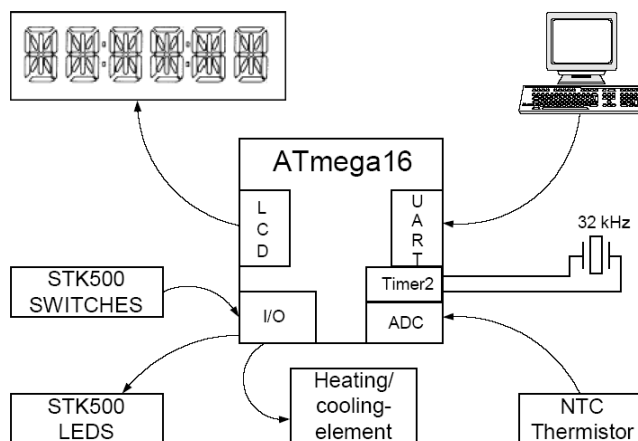 ATmega16
L
C
D
U
A
R
T
32 kHz
STK500
SWITCHES
Timer2
I/O
ADC
STK500
LEDS
Heating/
cooling-
element
NTC
Thermistor